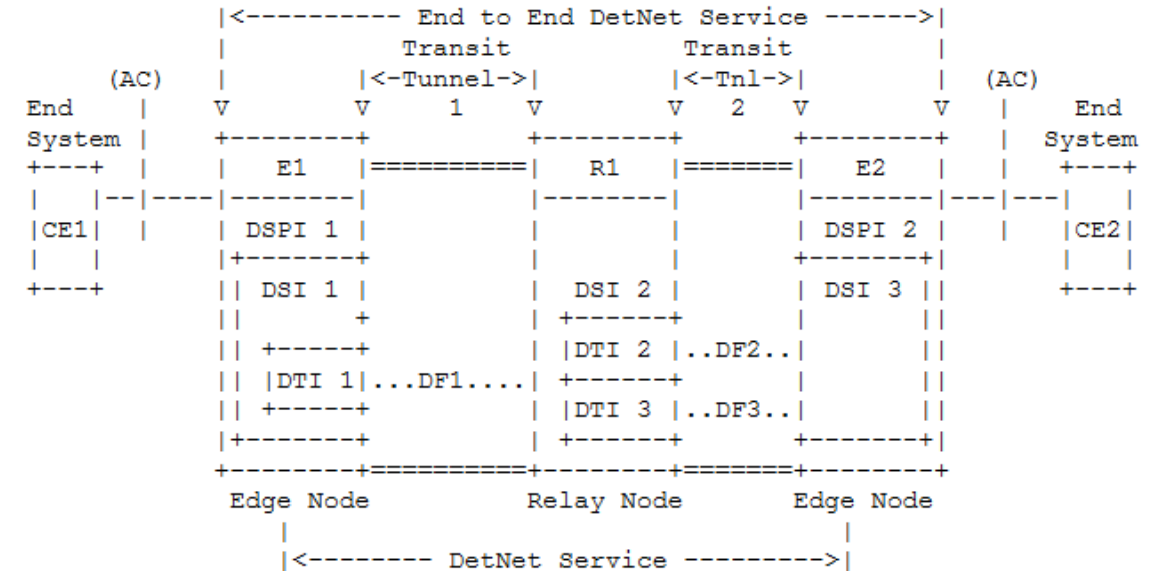 |<---------- End to End DetNet Service ------>|
|            Transit           Transit          |
(AC)    |         |<-Tunnel->|         |<-Tnl->|         |   (AC)
End    |    V         V     1    V         V   2   V         V    |    End
System |    +--------+          +--------+       +--------+    |  System
+---+  |    |   E1   |==========|   R1   |=======|   E2   |    |   +---+
|   |--|----|--------|          |--------|       |--------|---|---|   |
|CE1|  |    | DSPI 1 |          |        |       | DSPI 2 |    |   |CE2|
|   |       |+-------+          |        |       +-------+|        |   |
+---+       || DSI 1 |          |  DSI 2 |       | DSI 3 ||        +---+
||       +          | +------+       |       ||
|| +-----+          | |DTI 2 |..DF2..|       ||
|| |DTI 1|...DF1....| +------+       |       ||
|| +-----+          | |DTI 3 |..DF3..|       ||
|+-------+          | +------+       +-------+|
+--------+==========+--------+=======+--------+
Edge Node          Relay Node       Edge Node
|                                    |
|<-------- DetNet Service --------->|